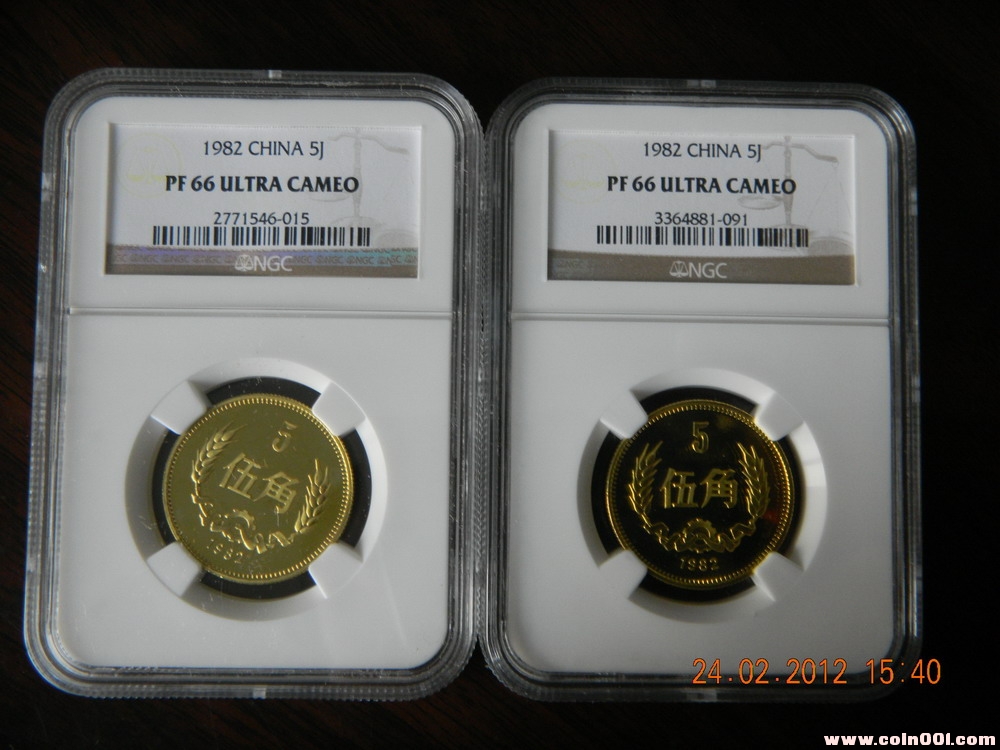 1982 CHINA 5J
PF 66 ULTRA CAMEO
2771546-015
NGC
5
伍角
1982
1982 CHINA 5J
PF 66 ULTRA CAMEO
3364881-091
NGC
5
伍角
1982
24.02.2012 15:40
www.coin001.com